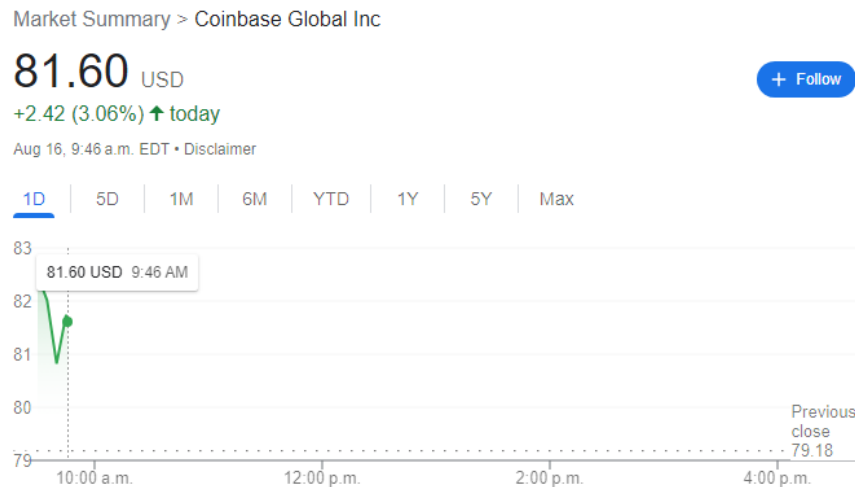 Market Summary > Coinbase Global Inc
81.60 USD
+ Follow
+2.42 (3.06%) ↑ today
Aug 16, 9:46 a.m. EDT • Disclaimer
1D 5D 1M 6M YTD 1Y 5Y Max
83
81.60 USD 9:46 AM
82
81
80
Previous
close
79.18
79
10:00 a.m. 12:00 p.m. 2:00 p.m. 4:00 p.m.